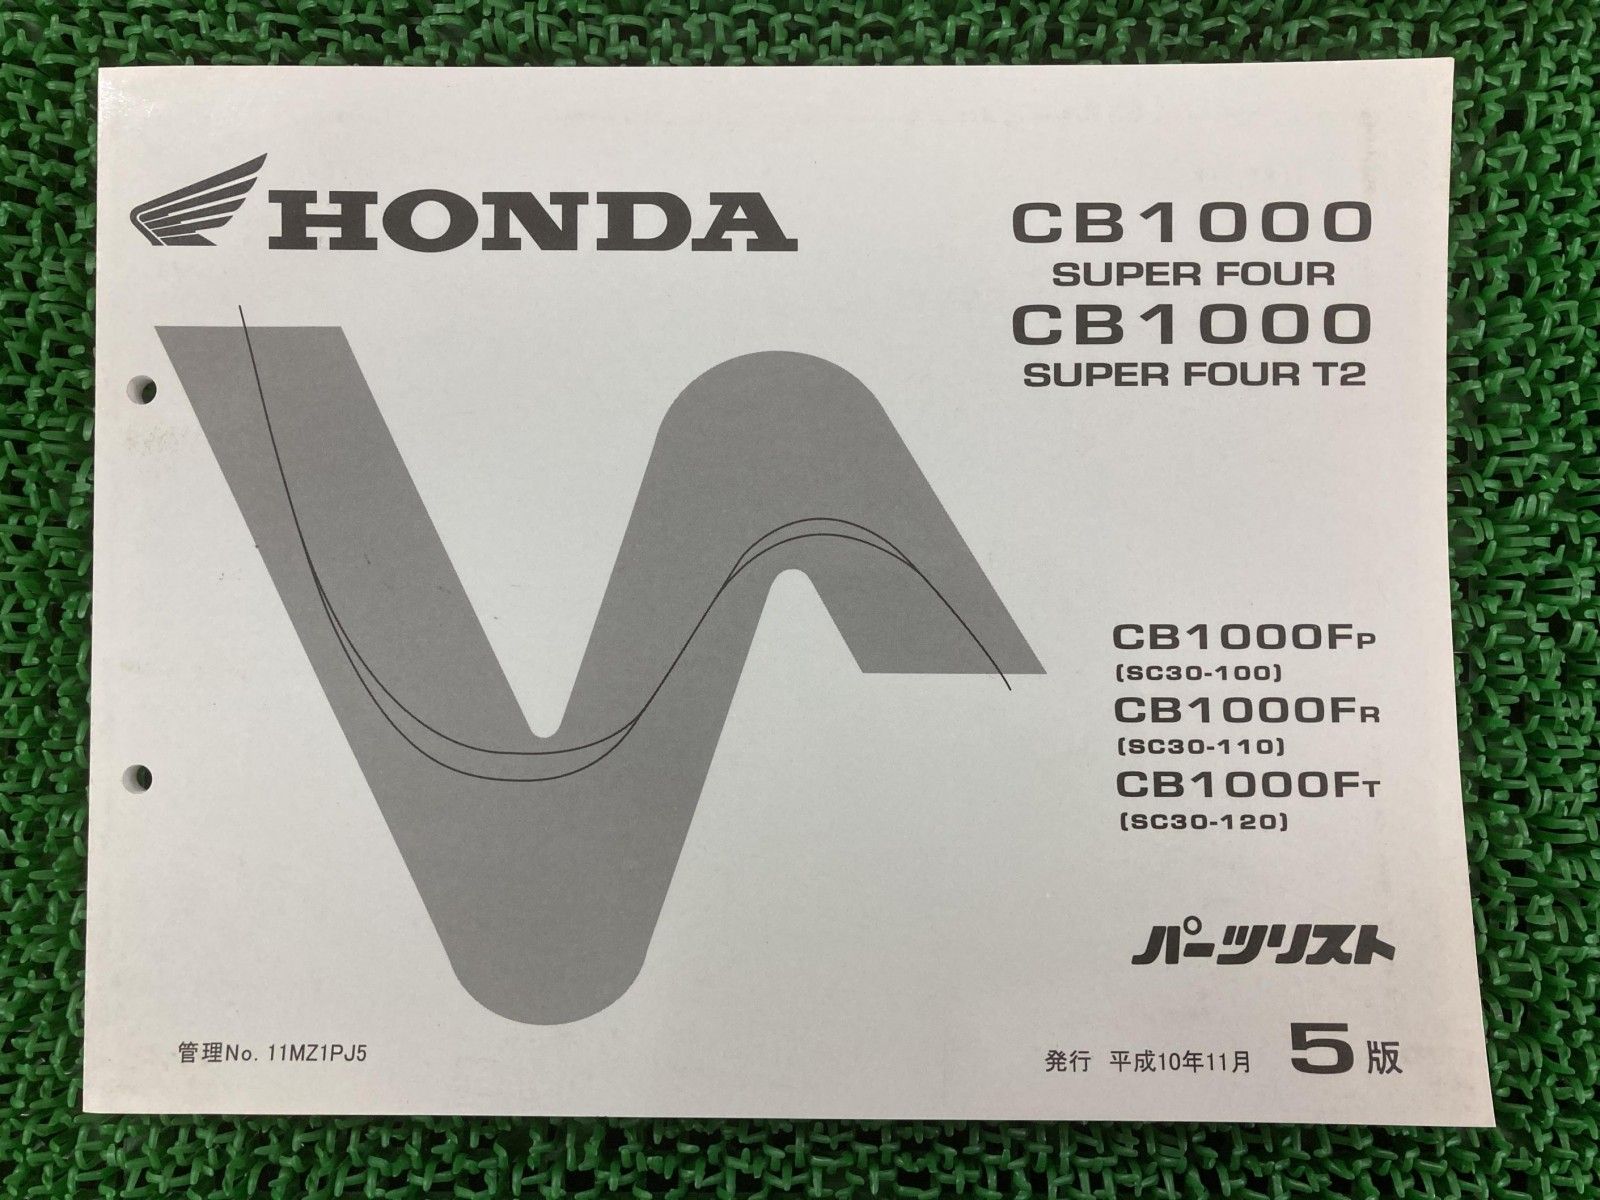 HONDA
CB1000
SUPER FOUR
CB1000
SUPER FOUR T2
CB1000FP
(SC30-100)
CB1000FR
(SC30-110)
CB1000FT
(SC30-120)
パーツリスト
管理No. 11MZ1PJ5
発行 平成10年11月 5版